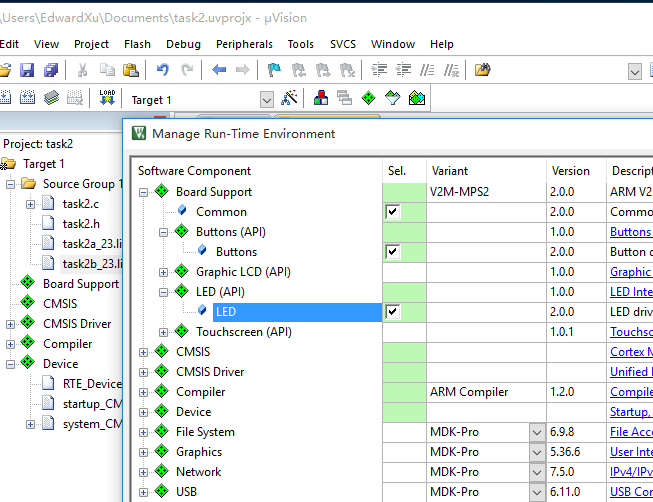 \Users\EdwardXu\Documents\task2.uvprojx - µVision
Edit View Project Flash Debug Peripherals Tools SVCS Window Help
LOAD Target 1
Project: task2
Target 1
Source Group 1
task2.c
task2.h
task2a_23.li
task2b_23.li
Board Support
CMSIS
CMSIS Driver
Compiler
Device
RTE_Device
startup_CM
system_CM
Manage Run-Time Environment
Software Component Sel. Variant Version Descript
Board Support V2M-MPS2 2.0.0 ARM V2
Common 2.0.0 Commo
Buttons (API) 1.0.0 Buttons
Buttons 2.0.0 Button d
Graphic LCD (API) 1.0.0 Graphic
LED (API) 1.0.0 LED Inte
LED 2.0.0 LED driv
Touchscreen (API) 1.0.1 Touchsc
CMSIS Cortex M
CMSIS Driver Unified
Compiler ARM Compiler 1.2.0 Compile
Device Startup,
File System MDK-Pro 6.9.8 File Acce
Graphics MDK-Pro 5.36.6 User Int
Network MDK-Pro 7.5.0 IPv4/IPv
USB MDK-Pro 6.11.0 USB Con